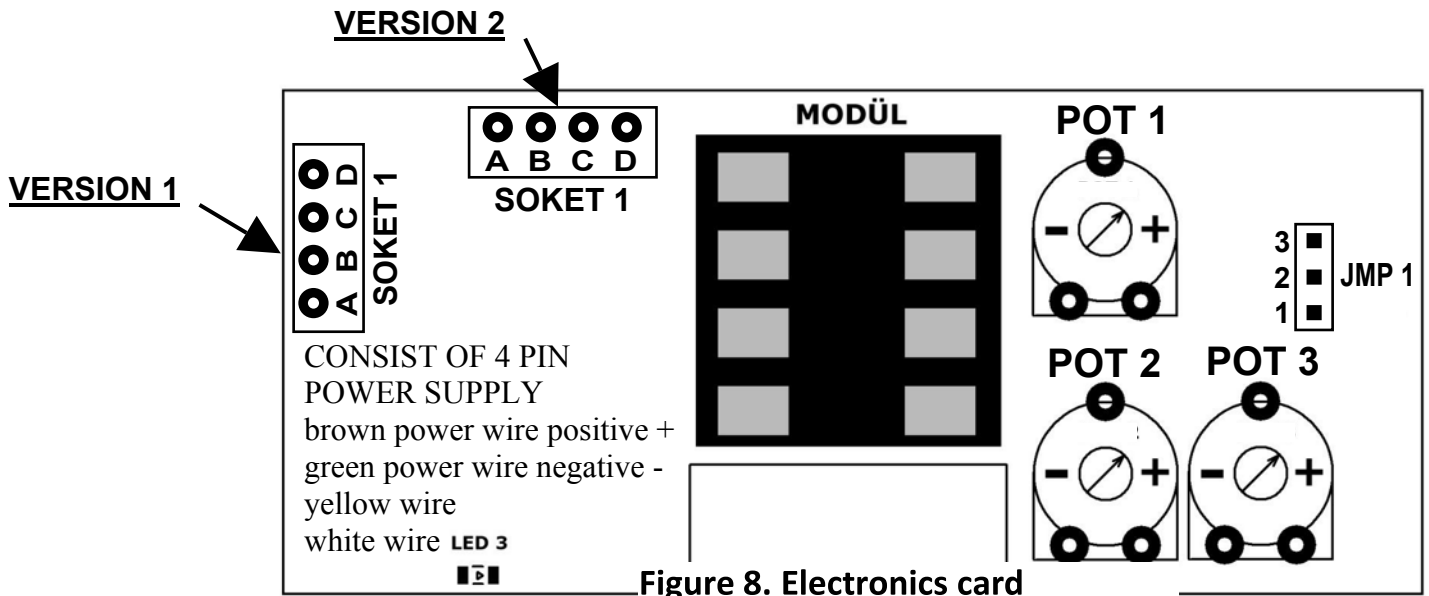 VERSION 2
MODÜL
POT 1
A B C D
SOKET 1
VERSION 1
A B C D
SOKET 1
- +
3
2
1
JMP 1
CONSIST OF 4 PIN
POWER SUPPLY
brown power wire positive +
green power wire negative -
yellow wire
white wire
LED 3
POT 2
POT 3
- +
- +
Figure 8. Electronics card